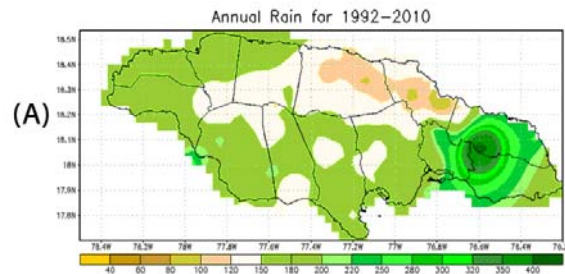 Annual Rain for 1992-2010
(A)
18.5N
18.4N
18.3N
18.2N
18.1N
18N
17.9N
17.8N
78.4W 78.2W 78W 77.8W 77.6W 77.4W 77.2W 77W 76.8W 76.6W 76.4W 76.
40 60 100 120 150 180 200 220 250 280 320 350 400